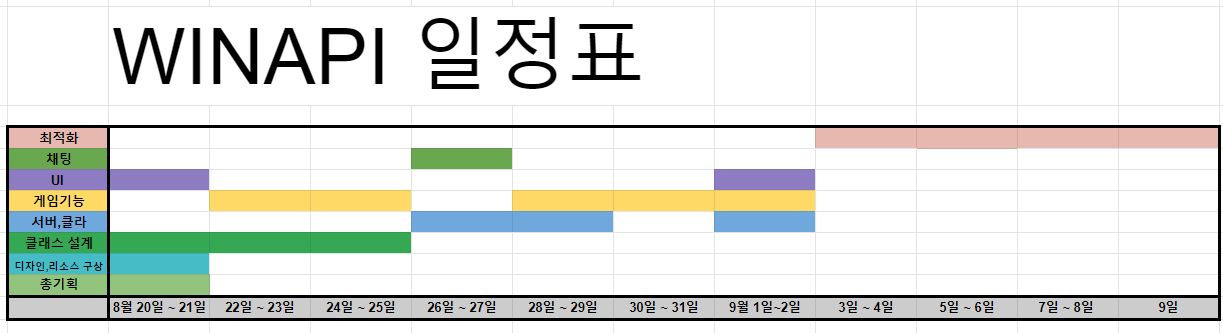 WINAPI 일정표
최적화
채팅
UI
게임기능
서버,클라
클래스 설계
디자인,리소스 구상
총기획
8월 20일 ~ 21일 22일 ~ 23일 24일 ~ 25일 26일 ~ 27일 28일 ~ 29일 30일 ~ 31일 9월 1일~2일 3일 ~ 4일 5일 ~ 6일 7일 ~ 8일 9일